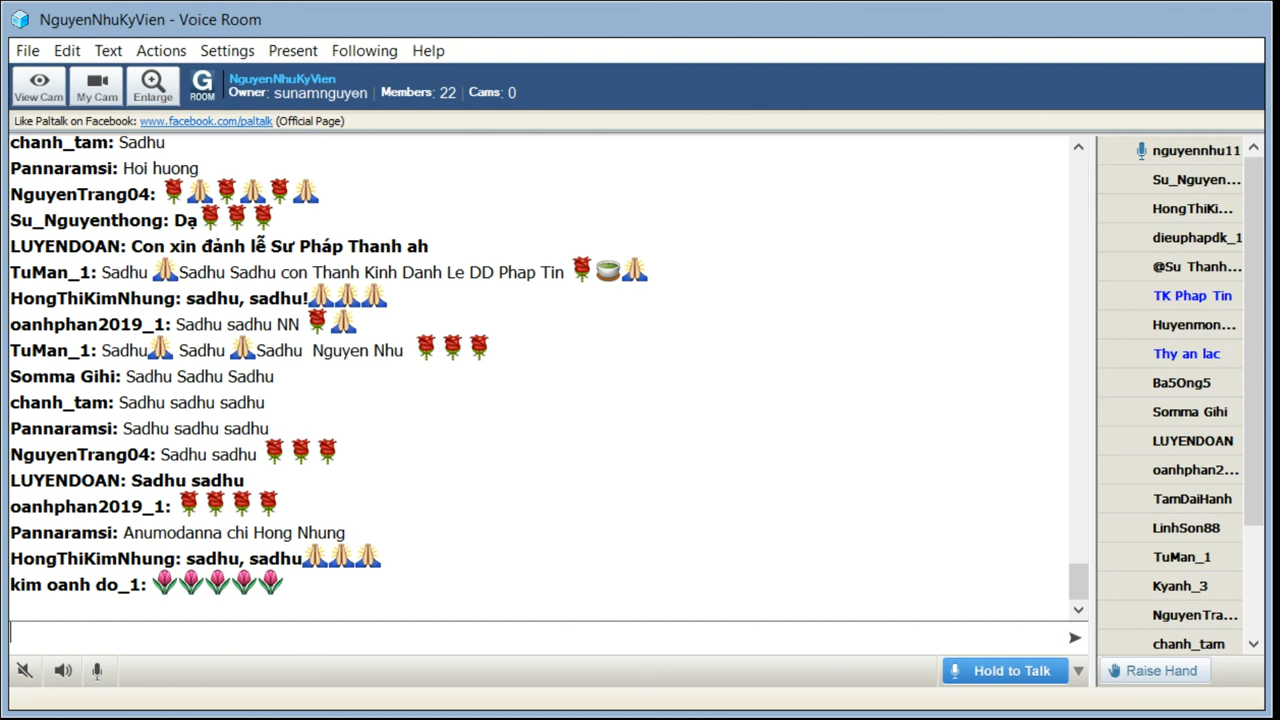 NguyenNhuKyVien - Voice Room
File Edit Text Actions Settings Present Following Help
View Cam My Cam Enlarge G ROOM NguyenNhuKyVien
Owner: sunamnguyen | Members: 22 | Cams: 0
Like Paltalk on Facebook: www.facebook.com/paltalk (Official Page)
chanh_tam: Sadhu
Pannaramsi: Hoi huong
NguyenTrang04: 🌹🙏🌹🙏🌹🙏
Su_Nguyenthong: Dạ🌹🌹🌹
LUYENDOAN: Con xin đảnh lễ Sư Pháp Thanh ah
TuMan_1: Sadhu 🙏Sadhu Sadhu con Thanh Kinh Danh Le DD Phap Tin 🌹🍵🙏
HongThiKimNhung: sadhu, sadhu!🙏🙏🙏
oanhphan2019_1: Sadhu sadhu NN 🌹🙏
TuMan_1: Sadhu🙏 Sadhu 🙏Sadhu Nguyen Nhu 🌹🌹🌹
Somma Gihi: Sadhu Sadhu Sadhu
chanh_tam: Sadhu sadhu sadhu
Pannaramsi: Sadhu sadhu sadhu
NguyenTrang04: Sadhu sadhu 🌹🌹🌹
LUYENDOAN: Sadhu sadhu
oanhphan2019_1: 🌹🌹🌹🌹
Pannaramsi: Anumodanna chi Hong Nhung
HongThiKimNhung: sadhu, sadhu🙏🙏🙏
kim oanh do_1: 🌷🌷🌷🌷🌷
nguyennhu11
Su_Nguyen...
HongThiKi...
dieuphapdk_1
@Su Thanh...
TK Phap Tin
Huyenmon...
Thy an lac
Ba5Ong5
Somma Gihi
LUYENDOAN
oanhphan2...
TamDaiHanh
LinhSon88
TuMan_1
Kyanh_3
NguyenTra...
chanh_tam
Hold to Talk
Raise Hand